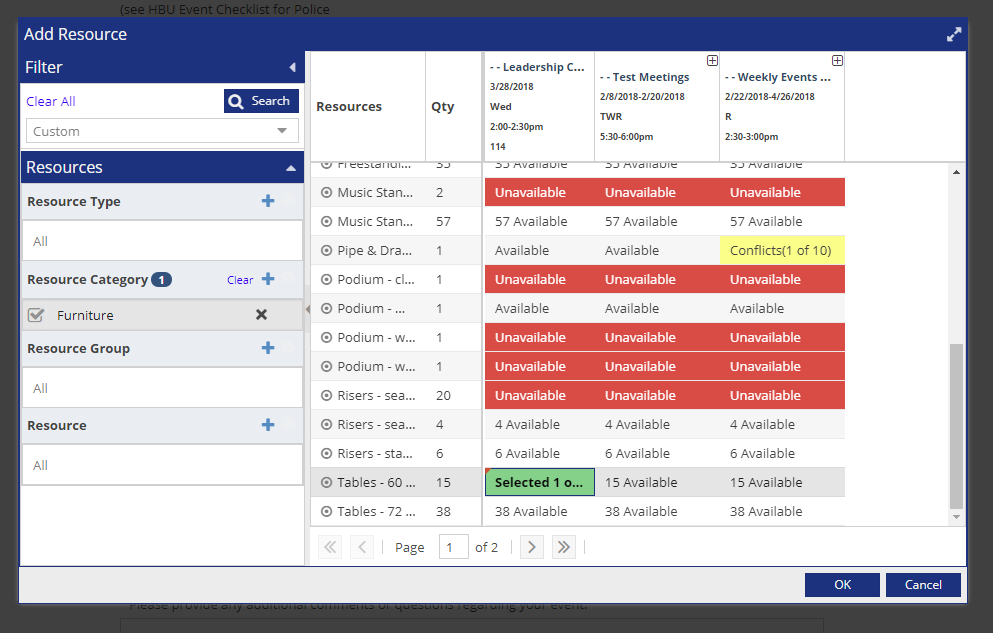 (see HBU Event Checklist for Police
Add Resource
Filter
Clear All
Search
Custom
Resources
Resource Type
All
Resource Category 1 Clear
Furniture
Resource Group
All
Resource
All
Resources Qty
- - Leadership C...
3/28/2018
Wed
2:00-2:30pm
114
- - Test Meetings
2/8/2018-2/20/2018
TWR
5:30-6:00pm
- - Weekly Events ...
2/22/2018-4/26/2018
R
2:30-3:00pm
Freestandi... 35 35 Available 35 Available 35 Available
Music Stan... 2 Unavailable Unavailable Unavailable
Music Stan... 57 57 Available 57 Available 57 Available
Pipe & Dra... 1 Available Available Conflicts(1 of 10)
Podium - cl... 1 Unavailable Unavailable Unavailable
Podium - ... 1 Available Available Available
Podium - w... 1 Unavailable Unavailable Unavailable
Podium - w... 1 Unavailable Unavailable Unavailable
Risers - sea... 20 Unavailable Unavailable Unavailable
Risers - sea... 4 4 Available 4 Available 4 Available
Risers - sta... 6 6 Available 6 Available 6 Available
Tables - 60 ... 15 Selected 1 o... 15 Available 15 Available
Tables - 72 ... 38 38 Available 38 Available 38 Available
Page 1 of 2
OK Cancel
Please provide any additional comments or questions regarding your event.